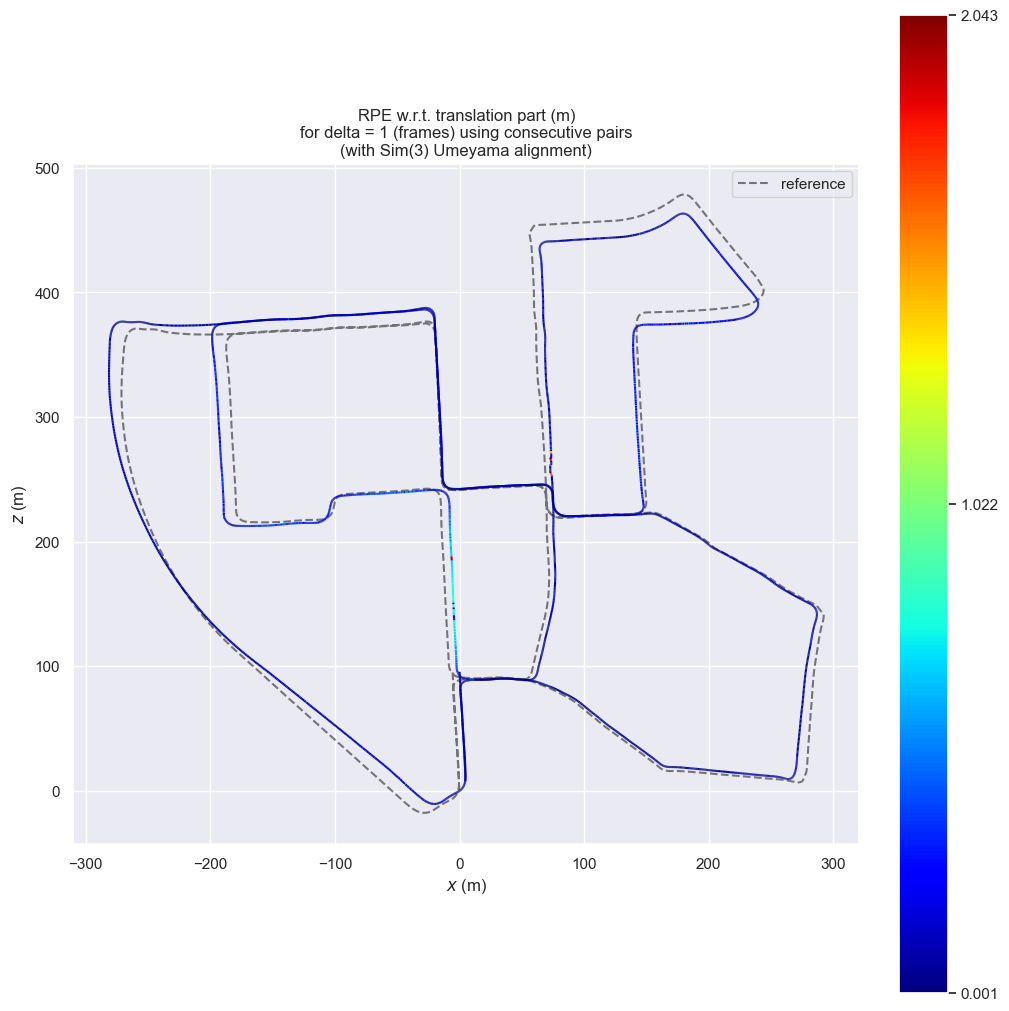 RPE w.r.t. translation part (m)
for delta = 1 (frames) using consecutive pairs
(with Sim(3) Umeyama alignment)
reference
500
400
300
200
100
0
z (m)
−300
−200
−100
0
100
200
300
x (m)
2.043
1.022
0.001